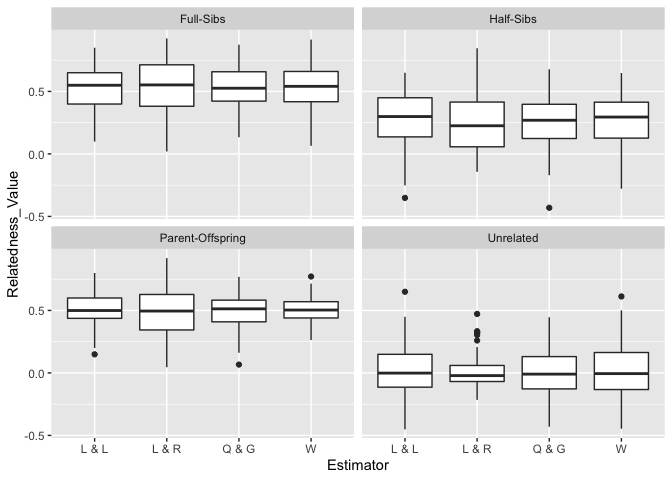 Full-Sibs Half-Sibs
0.5
0.0
-0.5
Relatedness_Value
Parent-Offspring Unrelated
0.5
0.0
-0.5
L & L L & R Q & G W L & L L & R Q & G W
Estimator